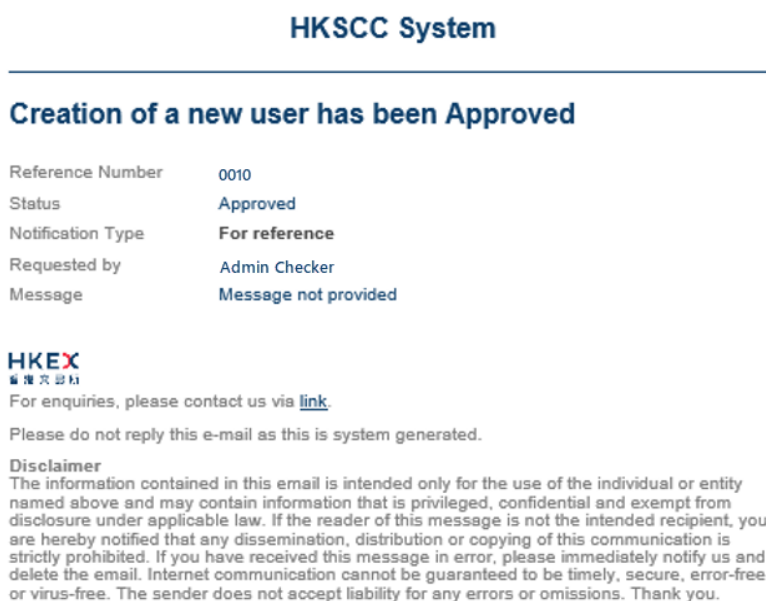 HKSCC System
Creation of a new user has been Approved
Reference Number 0010
Status Approved
Notification Type For reference
Requested by Admin Checker
Message Message not provided
HKEX
香港交易所
For enquiries, please contact us via link.
Please do not reply this e-mail as this is system generated.
Disclaimer
The information contained in this email is intended only for the use of the individual or entity
named above and may contain information that is privileged, confidential and exempt from
disclosure under applicable law. If the reader of this message is not the intended recipient, you
are hereby notified that any dissemination, distribution or copying of this communication is
strictly prohibited. If you have received this message in error, please immediately notify us and
delete the email. Internet communication cannot be guaranteed to be timely, secure, error-free
or virus-free. The sender does not accept liability for any errors or omissions. Thank you.